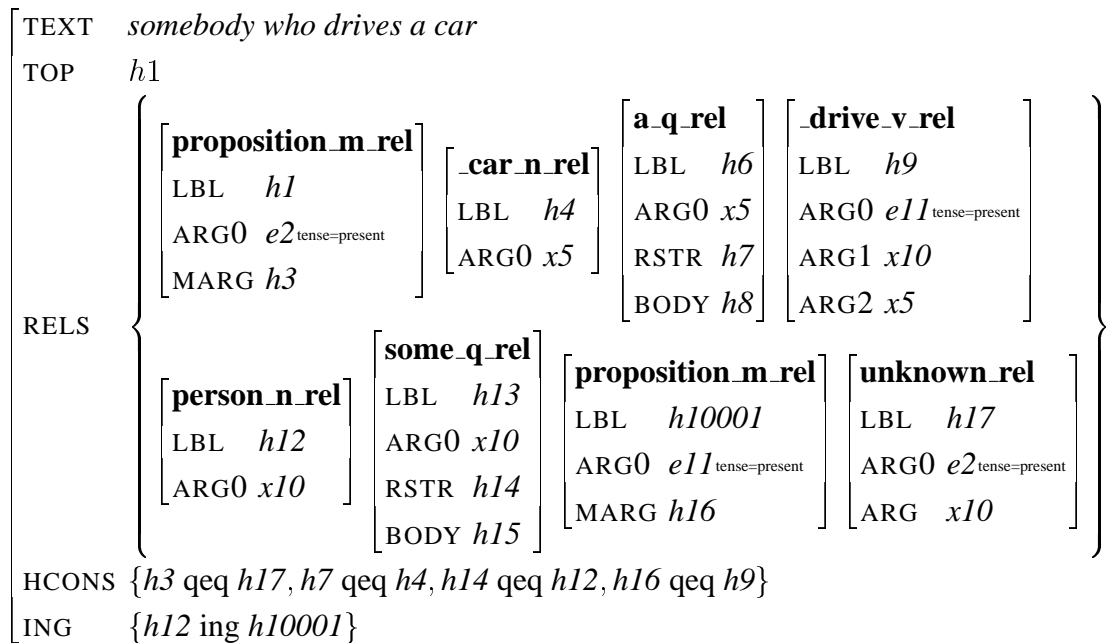 TEXT somebody who drives a car
TOP h1
RELS
proposition_m_rel
LBL h1
ARG0 e2 tense=present
MARG h3
_car_n_rel
LBL h4
ARG0 x5
a_q_rel
LBL h6
ARG0 x5
RSTR h7
BODY h8
_drive_v_rel
LBL h9
ARG0 e11 tense=present
ARG1 x10
ARG2 x5
person_n_rel
LBL h12
ARG0 x10
some_q_rel
LBL h13
ARG0 x10
RSTR h14
BODY h15
proposition_m_rel
LBL h10001
ARG0 e11 tense=present
MARG h16
unknown_rel
LBL h17
ARG0 e2 tense=present
ARG x10
HCONS {h3 qeq h17, h7 qeq h4, h14 qeq h12, h16 qeq h9}
ING {h12 ing h10001}